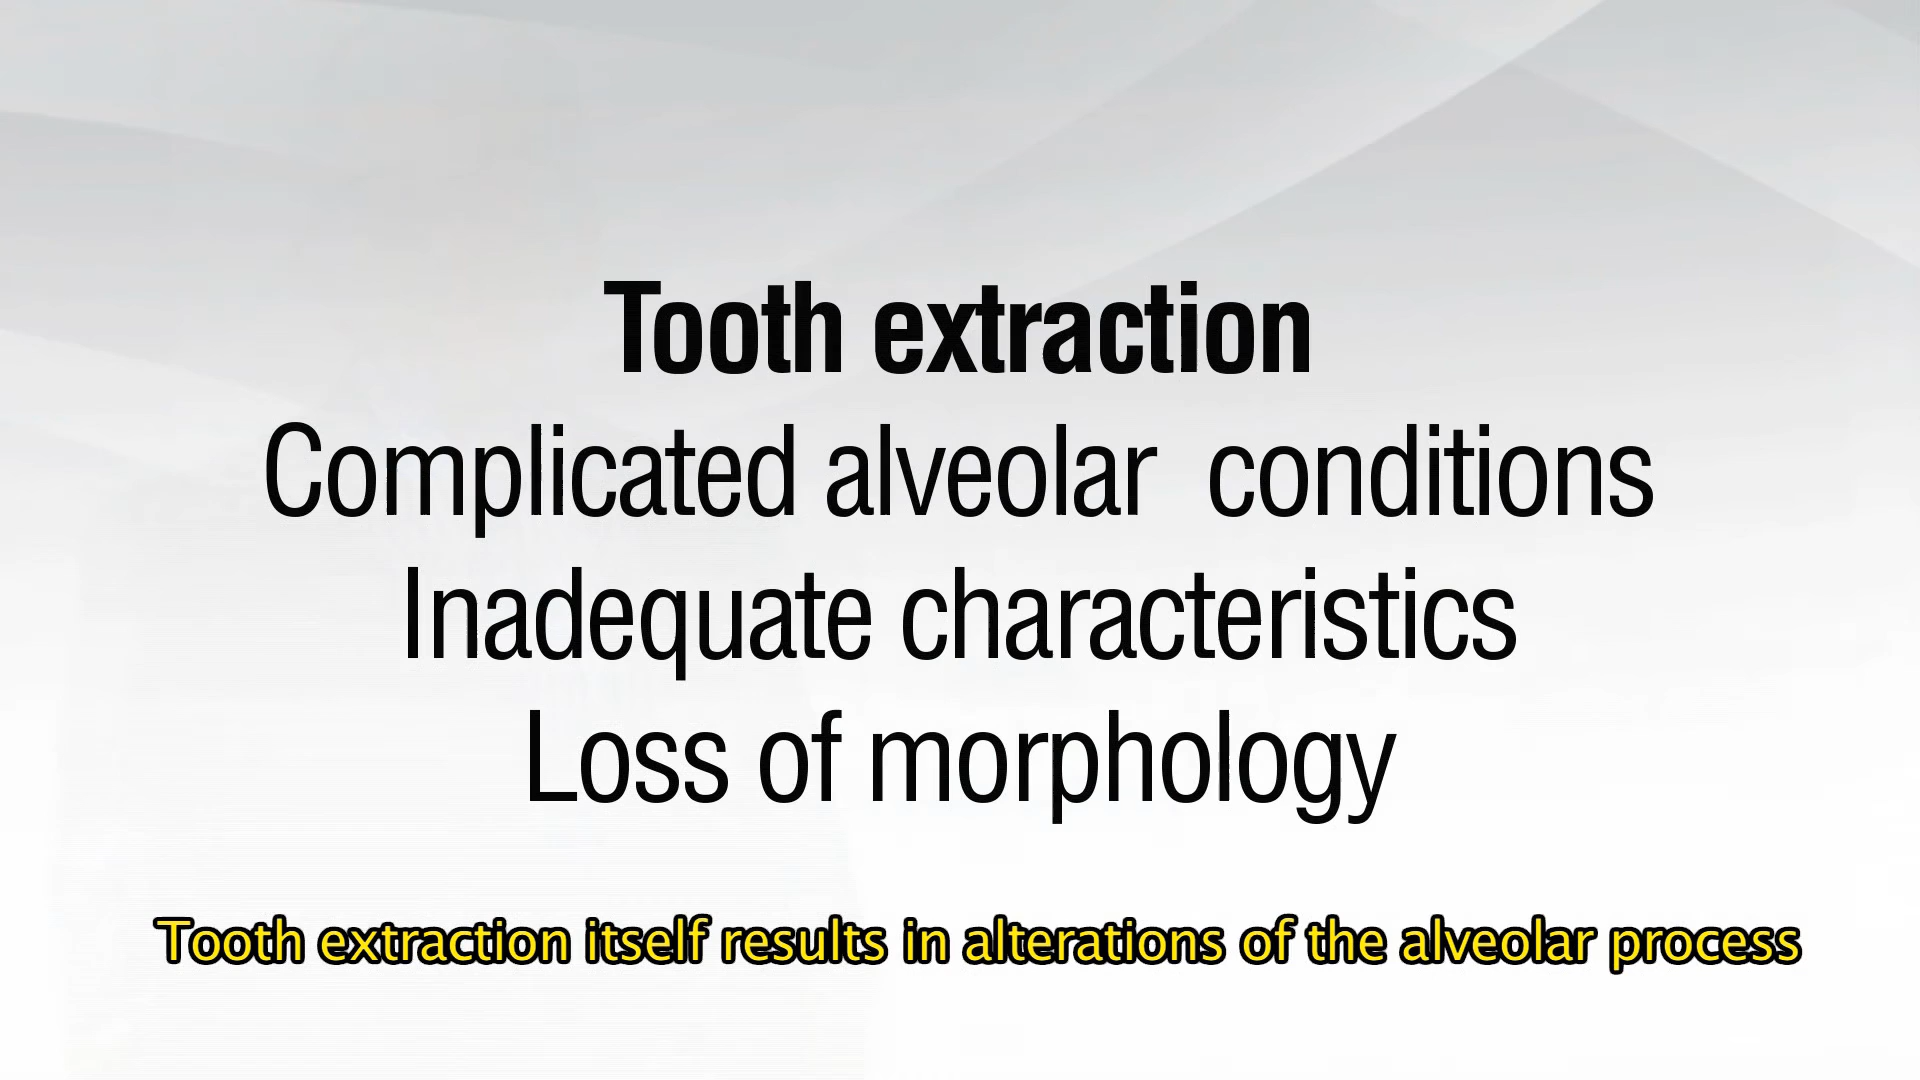 Tooth extraction
Complicated alveolar  conditions
Inadequate characteristics
Loss of morphology
Tooth extraction itself results in alterations of the alveolar process